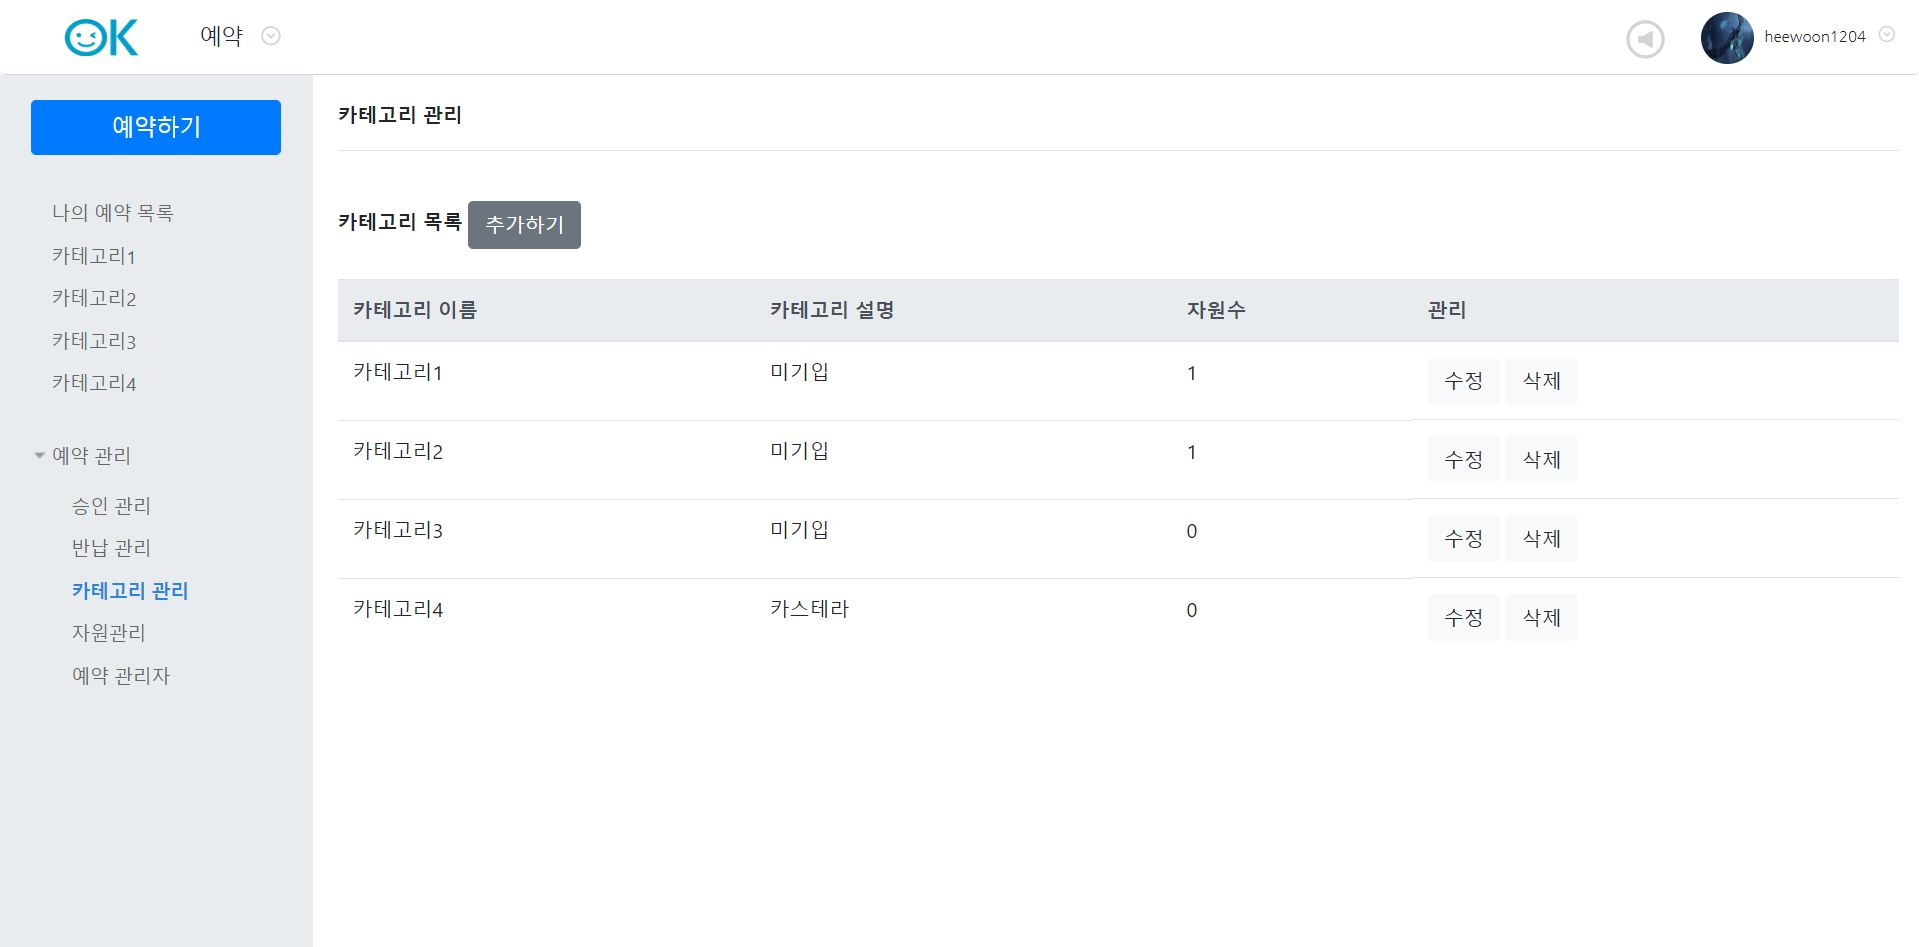 OK 예약 heewoon1204
예약하기
나의 예약 목록
카테고리1
카테고리2
카테고리3
카테고리4
예약 관리
승인 관리
반납 관리
카테고리 관리
자원관리
예약 관리자
카테고리 관리
카테고리 목록 추가하기
카테고리 이름 카테고리 설명 자원수 관리
카테고리1 미기입 1 수정 삭제
카테고리2 미기입 1 수정 삭제
카테고리3 미기입 0 수정 삭제
카테고리4 카스테라 0 수정 삭제